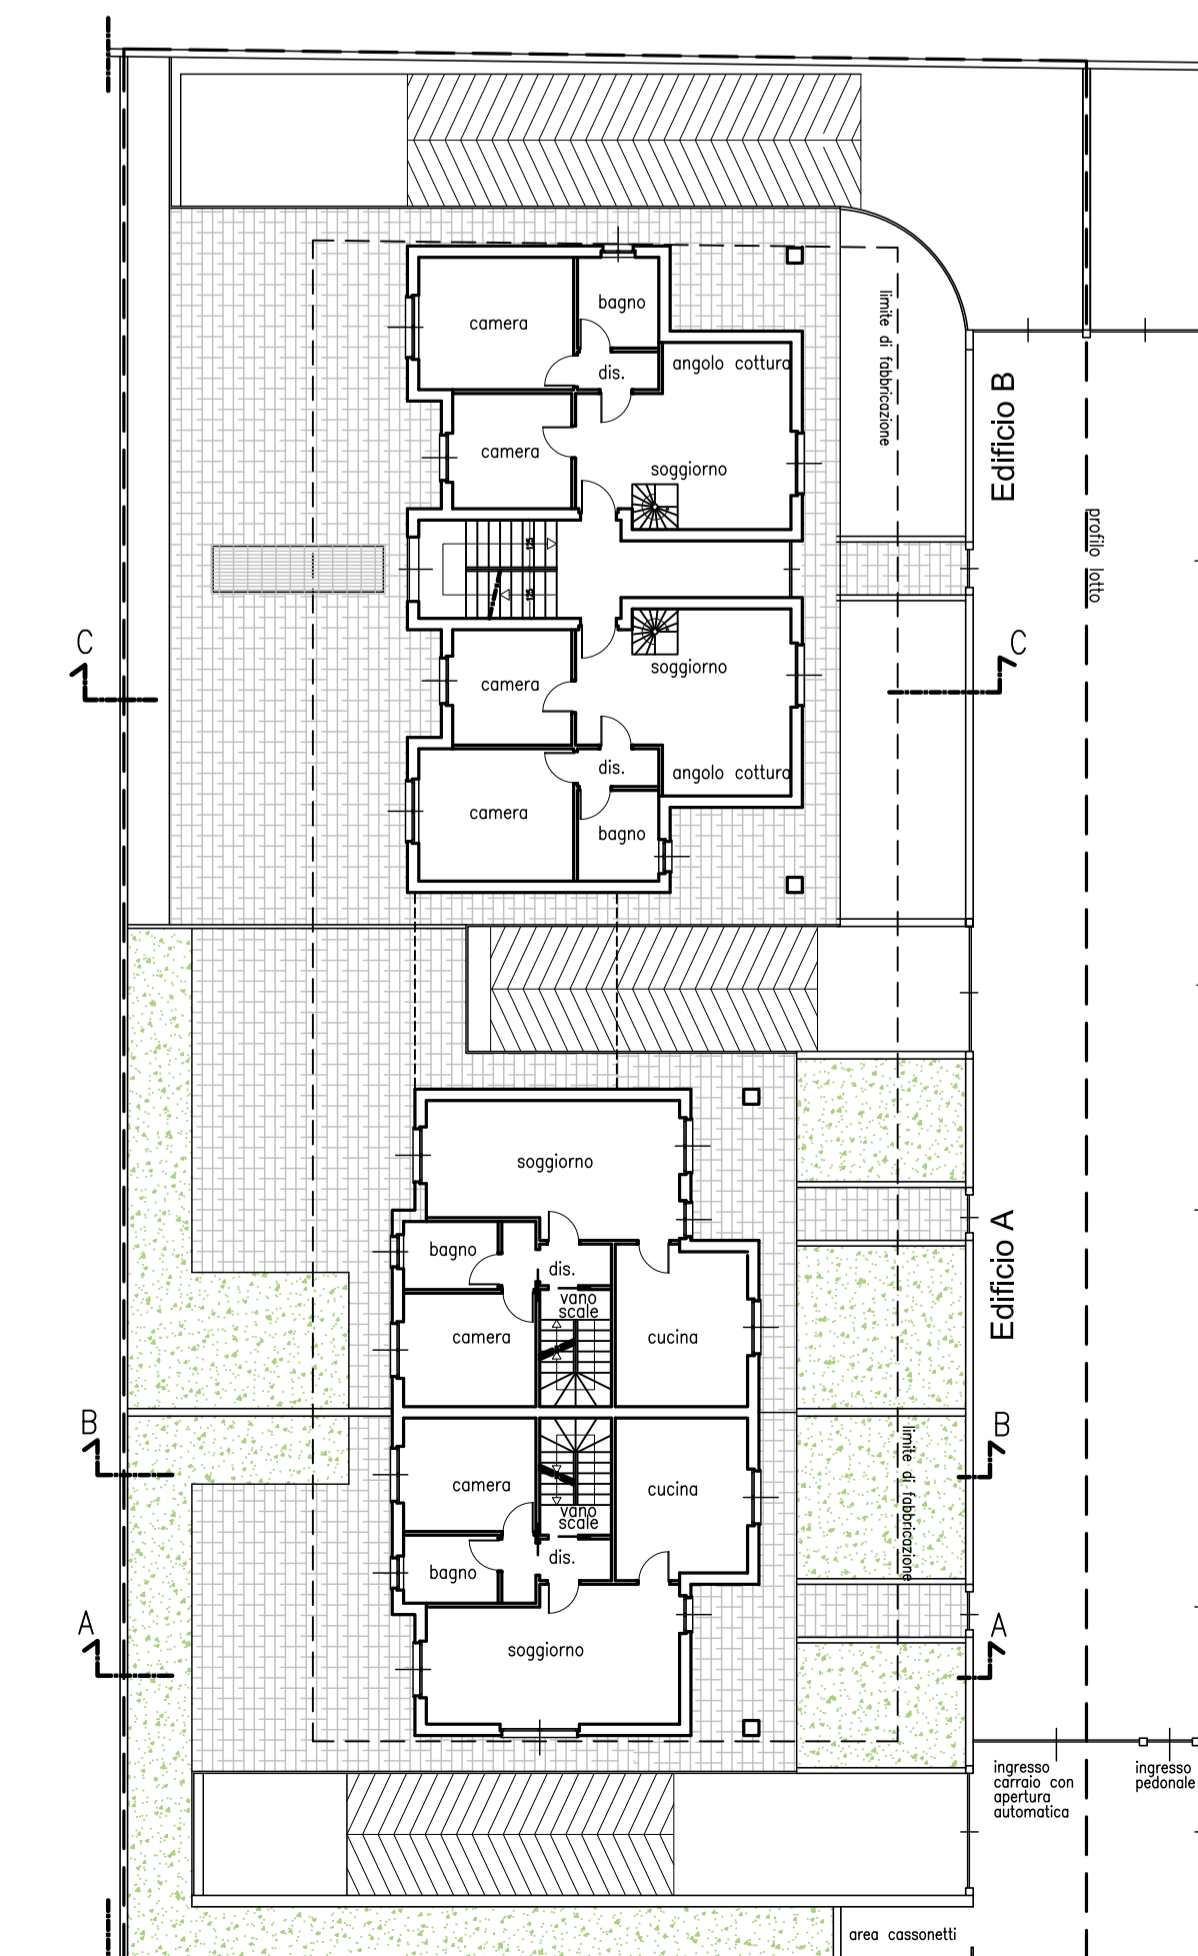 camera
bagno
dis.
angolo cottura
camera
soggiorno
limite di fabbricazione
Edificio B
profilo lotto
C
C
camera
soggiorno
dis.
angolo cottura
camera
bagno
soggiorno
bagno
dis.
vano
scale
camera
cucina
Edificio A
B
B
camera
cucina
vano
scale
bagno
dis.
limite di fabbricazione
A
A
soggiorno
ingresso
carraio con
apertura
automatica
ingresso
pedonale
area cassonetti